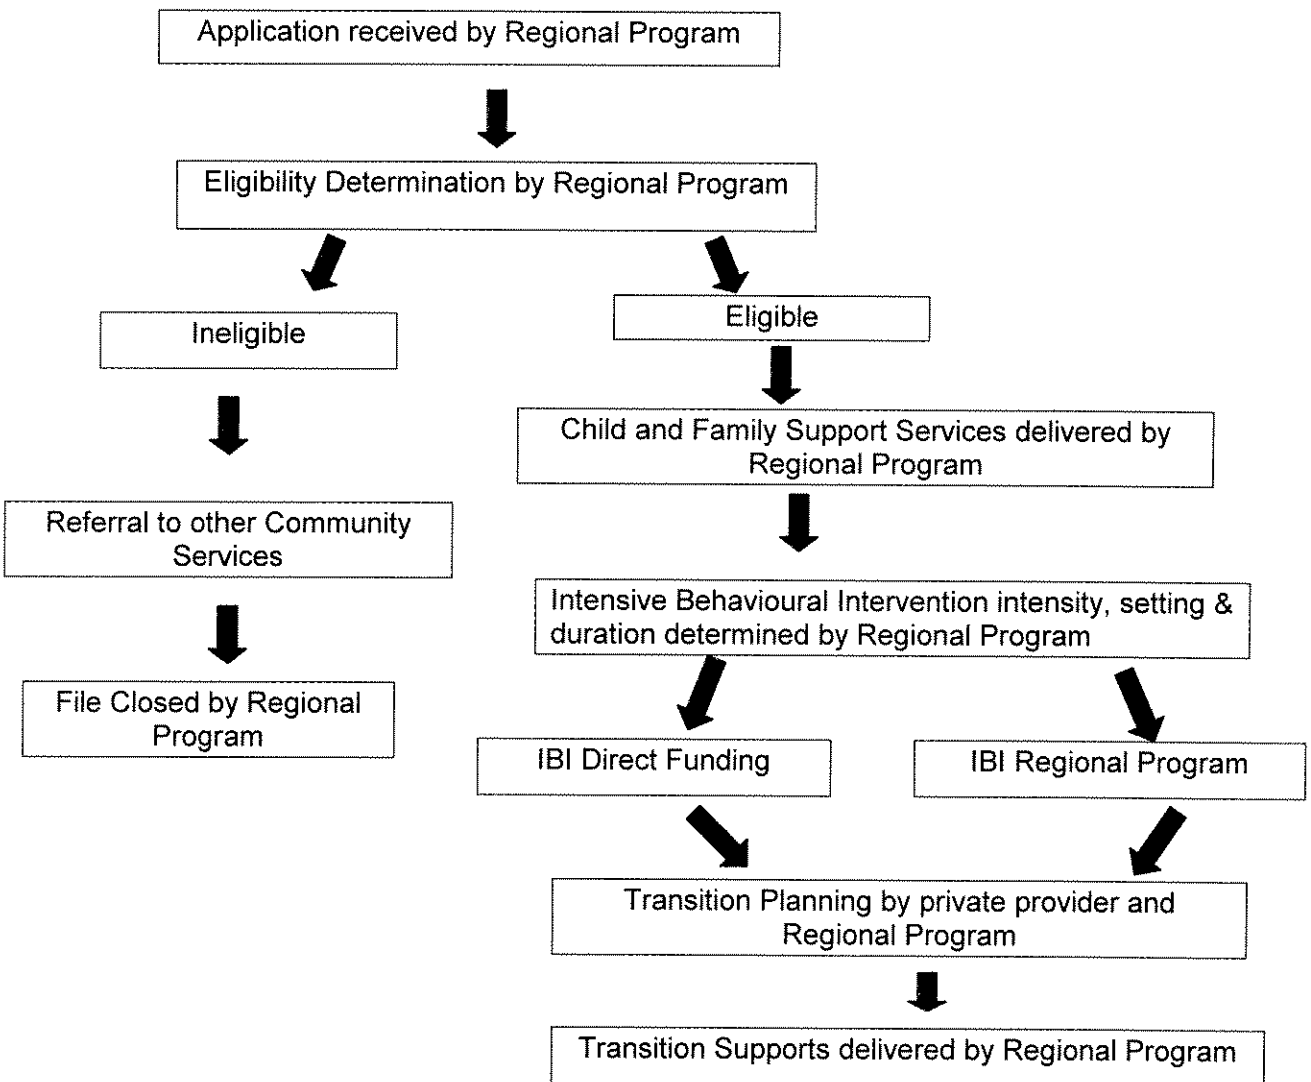 Application received by Regional Program
Eligibility Determination by Regional Program
Ineligible
Eligible
Child and Family Support Services delivered by
Regional Program
Referral to other Community
Services
Intensive Behavioural Intervention intensity, setting &
duration determined by Regional Program
File Closed by Regional
Program
IBI Direct Funding
IBI Regional Program
Transition Planning by private provider and
Regional Program
Transition Supports delivered by Regional Program